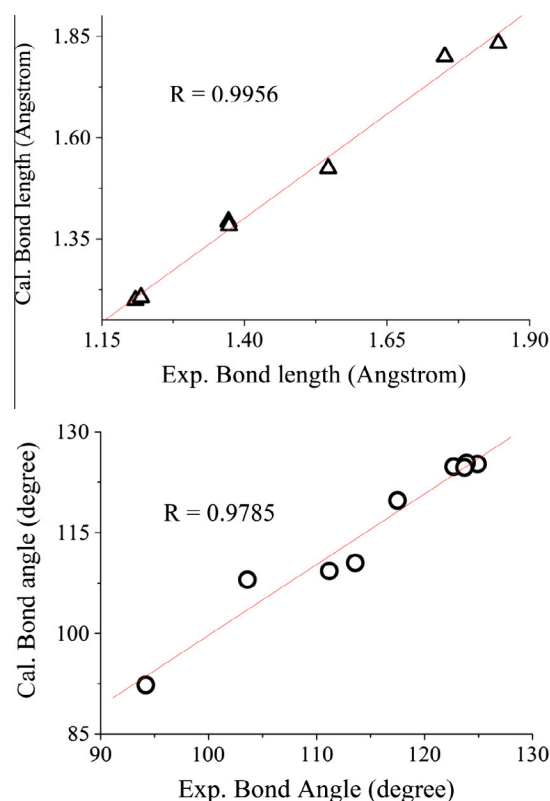 Cal. Bond length (Angstrom)
1.85
1.60
1.35
R = 0.9956
1.15
1.40
1.65
1.90
Exp. Bond length (Angstrom)
Cal. Bond angle (degree)
130
115
100
85
R = 0.9785
90
100
110
120
130
Exp. Bond Angle (degree)